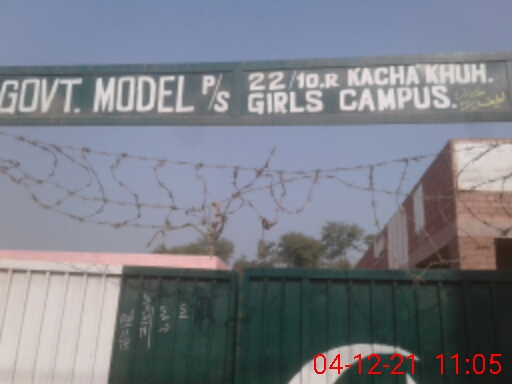 GOVT. MODEL P/S 22/10.R KACHA KHUH.
GIRLS CAMPUS.
04-12-21 11:05